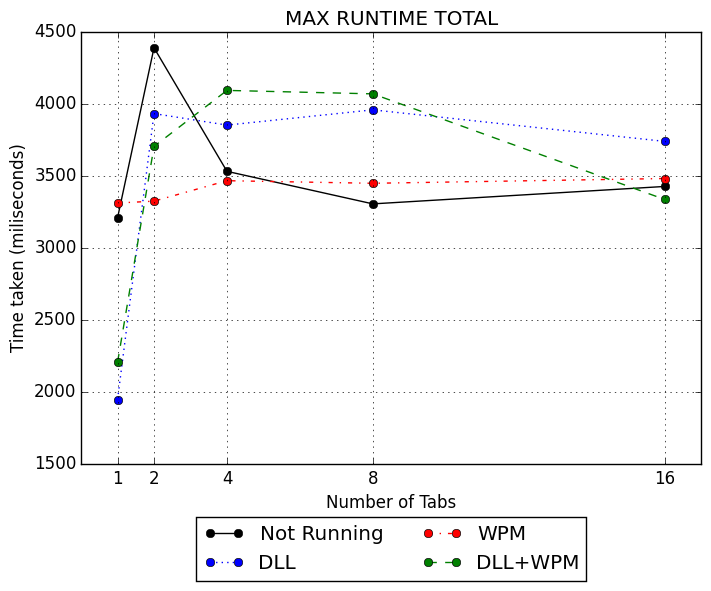 MAX RUNTIME TOTAL
4500
4000
3500
3000
2500
2000
1500
Time taken (miliseconds)
1 2 4 8 16
Number of Tabs
Not Running WPM
DLL DLL+WPM